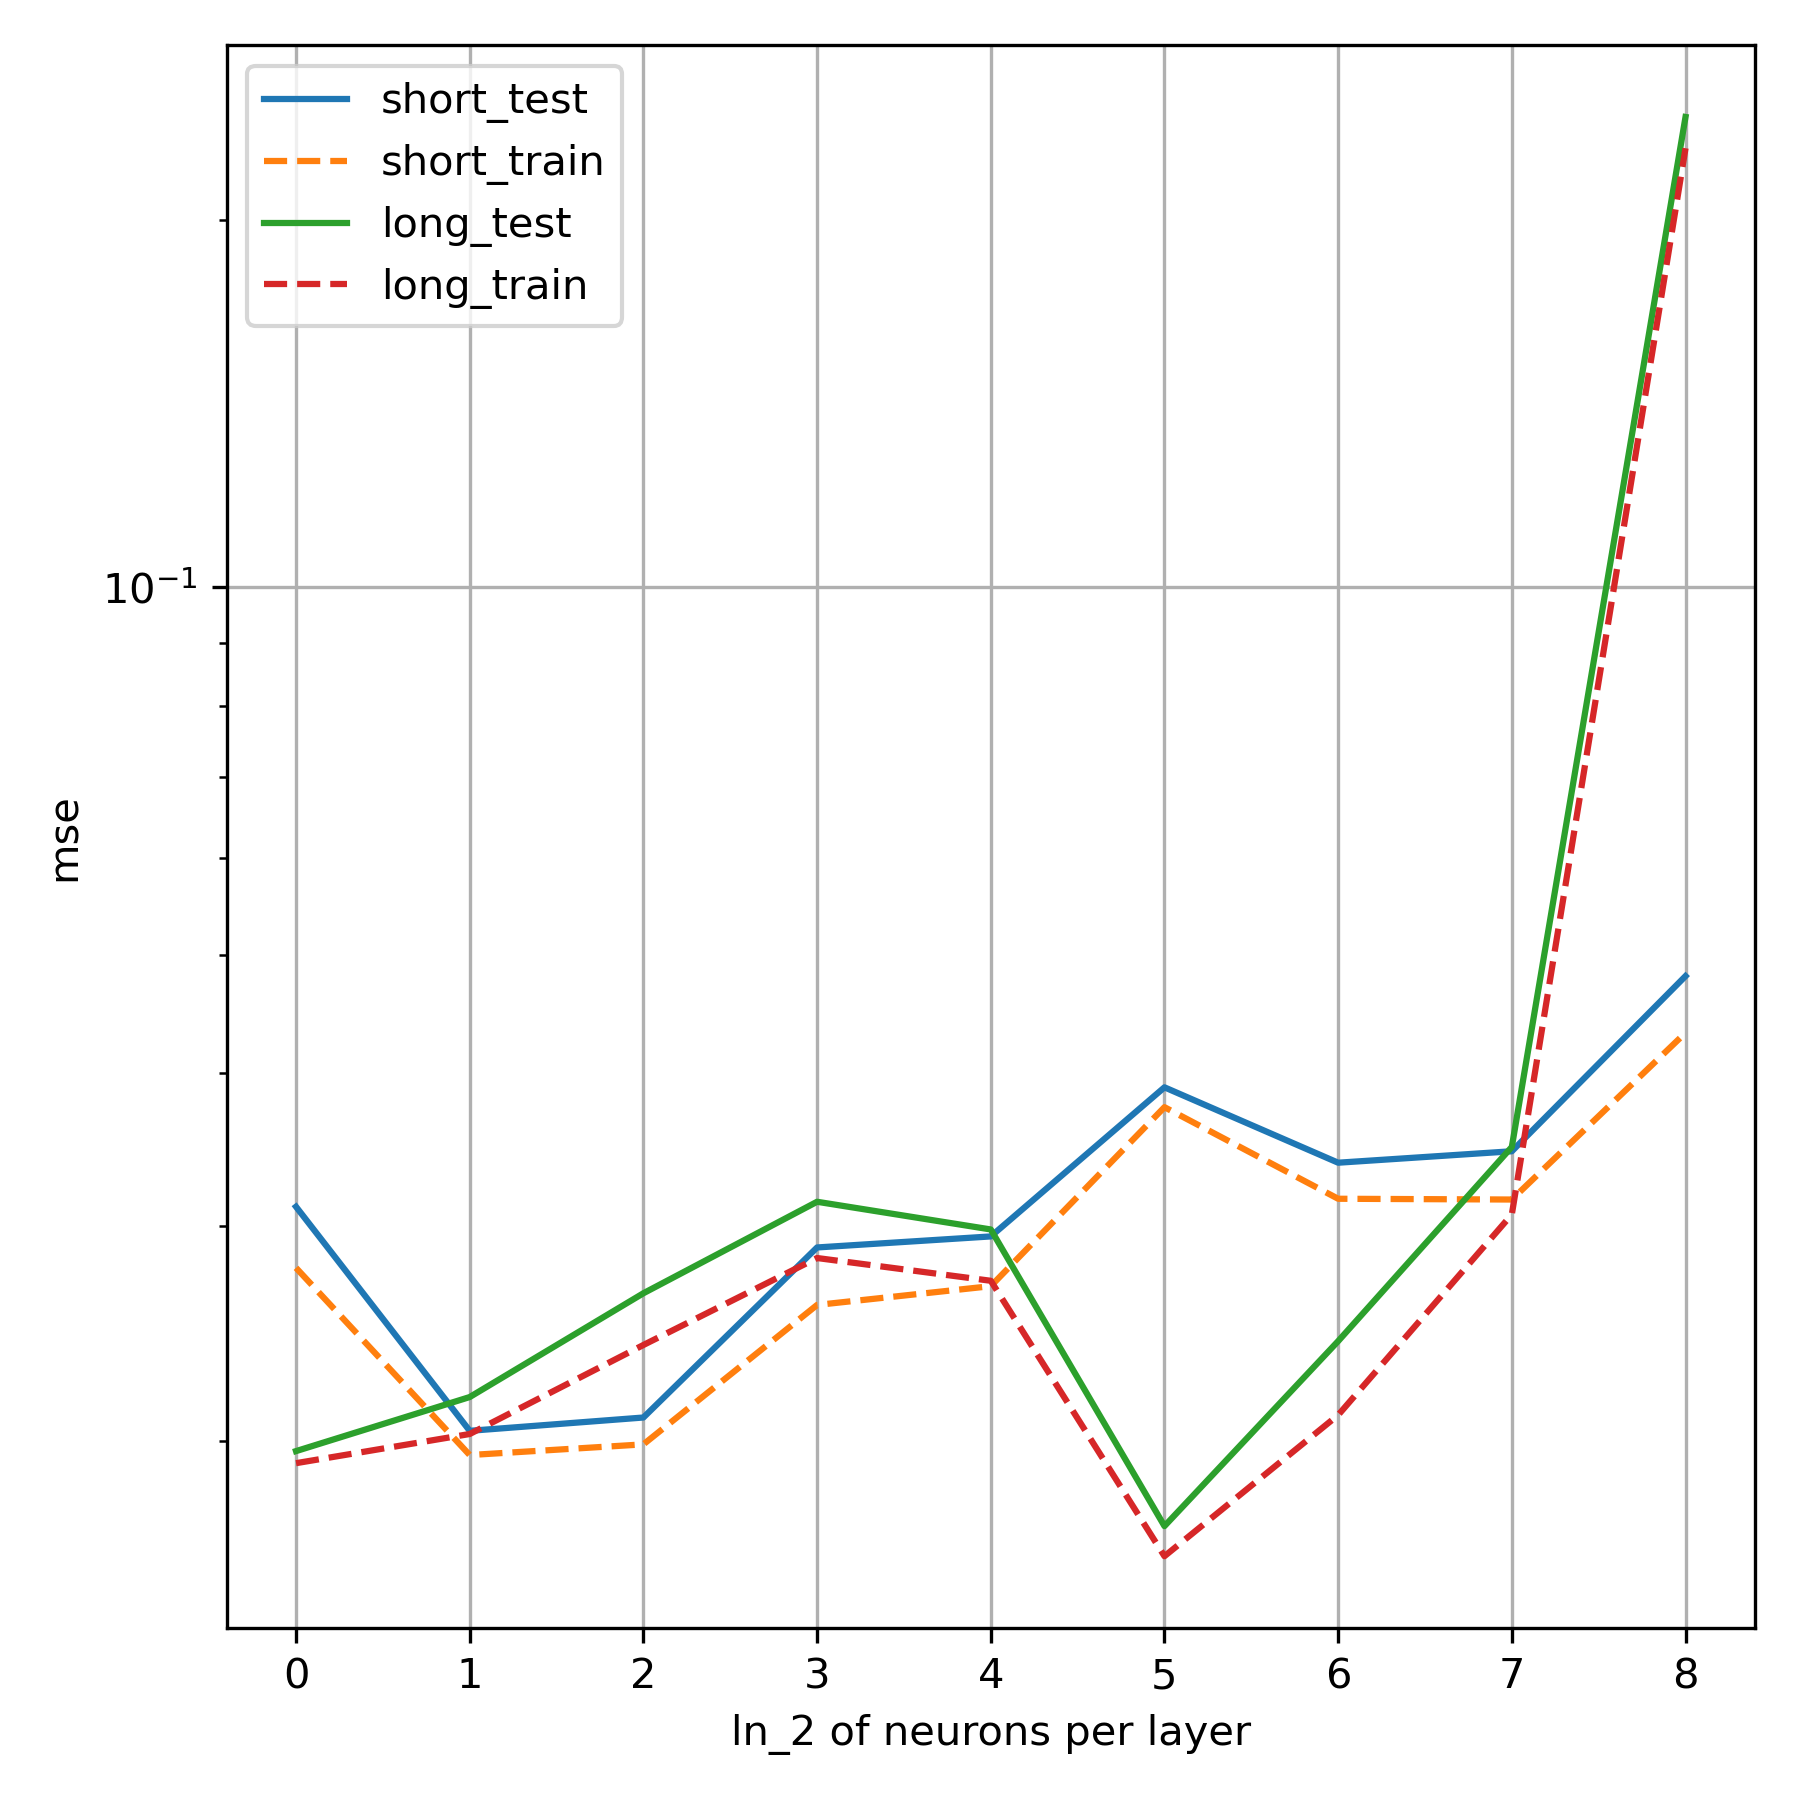 short_test
short_train
long_test
long_train
10⁻¹
mse
0 1 2 3 4 5 6 7 8
ln_2 of neurons per layer